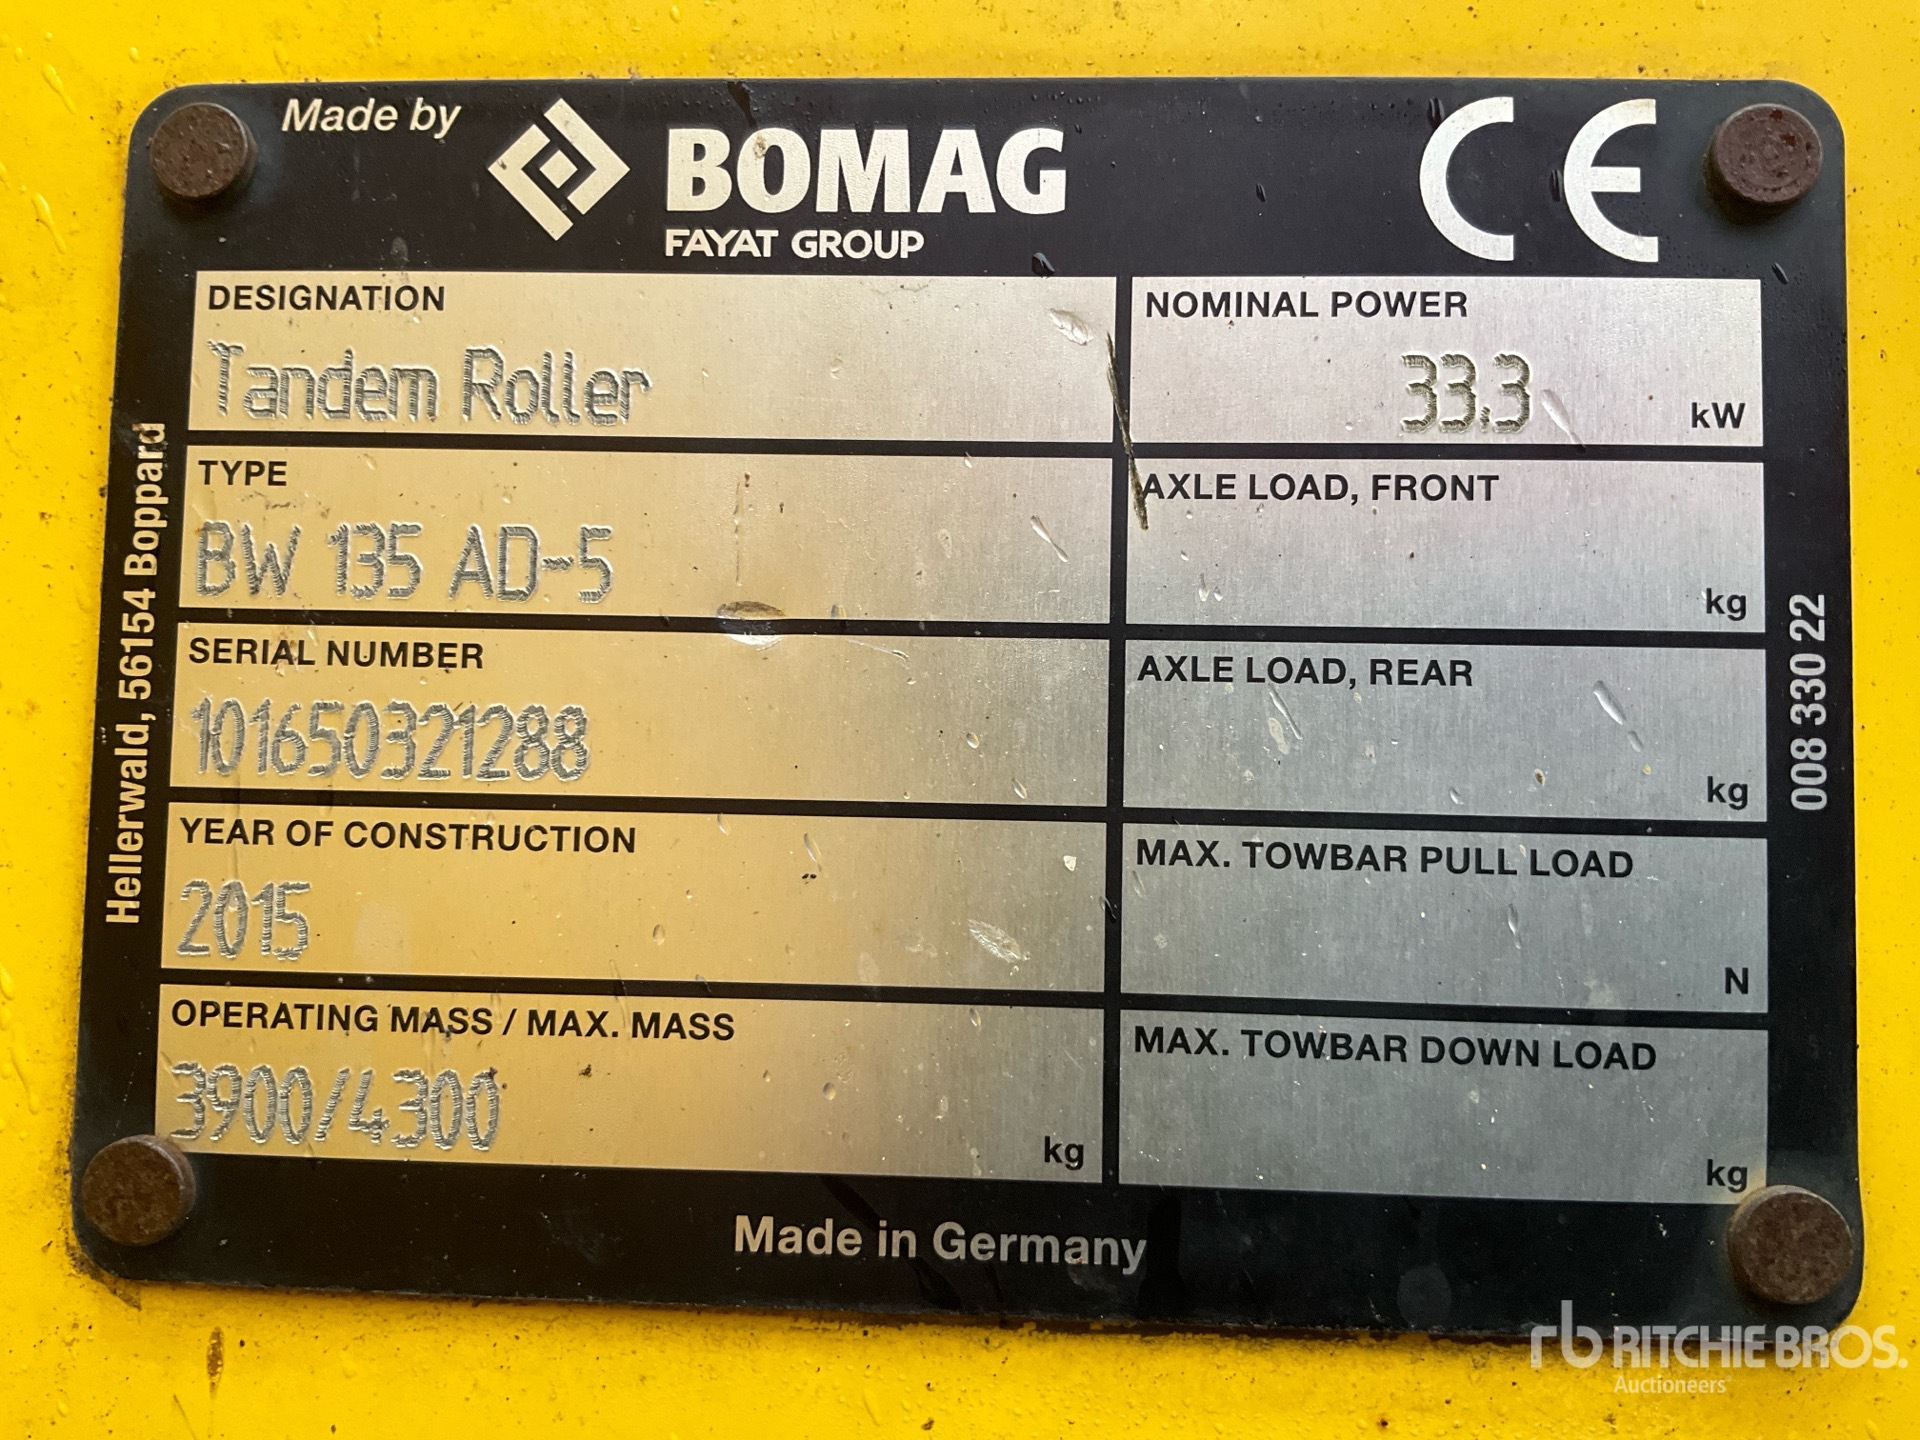 Made by
BOMAG
FAYAT GROUP
CE
DESIGNATION
Tandem Roller
TYPE
BW 135 AD-5
SERIAL NUMBER
101650321288
YEAR OF CONSTRUCTION
2015
OPERATING MASS / MAX. MASS
3900/4300
kg
NOMINAL POWER
33,3
kW
AXLE LOAD, FRONT
kg
AXLE LOAD, REAR
kg
MAX. TOWBAR PULL LOAD
N
MAX. TOWBAR DOWN LOAD
kg
Hellerwald, 56154 Boppard
008 330 22
Made in Germany
rb RITCHIE BROS.
Auctioneers